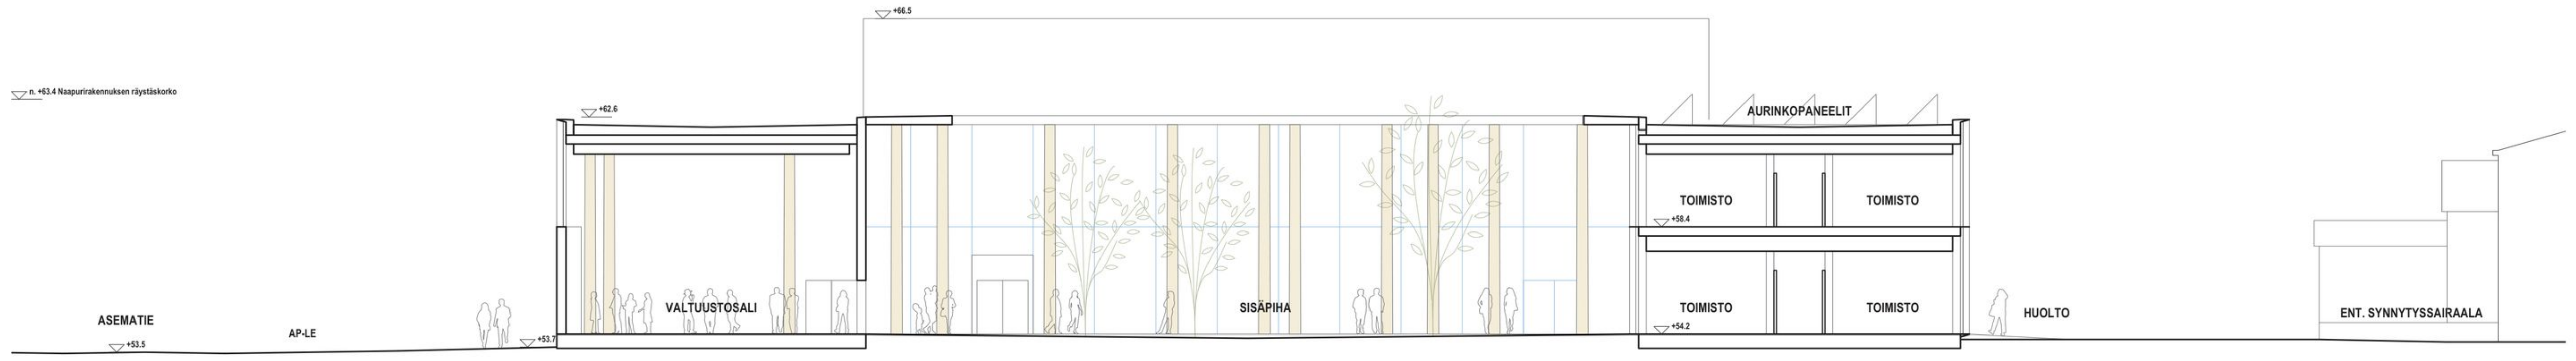 +66.5
n. +63.4 Naapurirakennuksen räystäskorko
+62.6
AURINKOPANEELIT
TOIMISTO
TOIMISTO
+58.4
VALTUUSTOSALI
SISÄPIHA
TOIMISTO
TOIMISTO
HUOLTO
ENT. SYNNYTYSSAIRAALA
ASEMATIE
AP-LE
+54.2
+53.5
+53.7